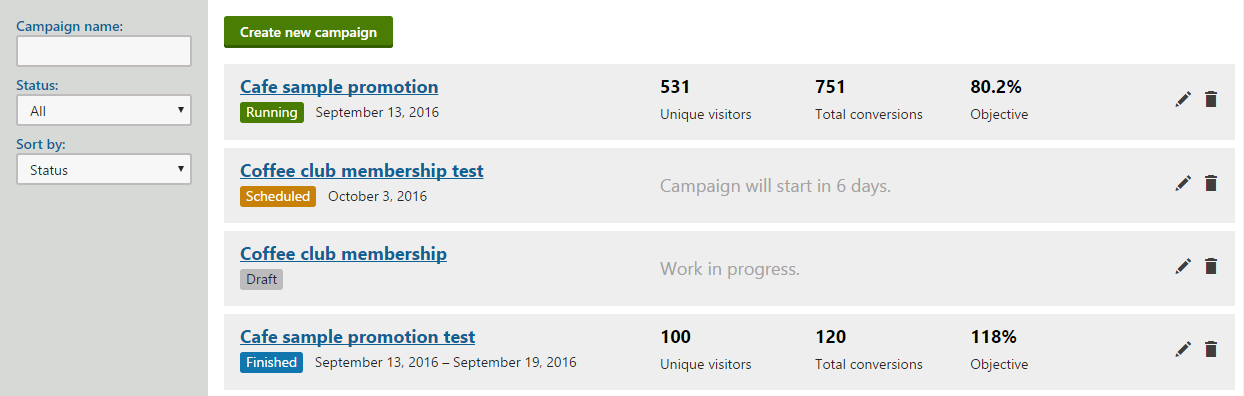 Campaign name:
Status:
All
Sort by:
Status
Create new campaign
Cafe sample promotion
Running September 13, 2016
531 751 80.2%
Unique visitors Total conversions Objective
Coffee club membership test
Scheduled October 3, 2016
Campaign will start in 6 days.
Coffee club membership
Draft
Work in progress.
Cafe sample promotion test
Finished September 13, 2016 – September 19, 2016
100 120 118%
Unique visitors Total conversions Objective